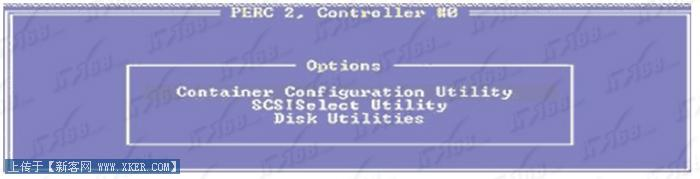 PERC 2, Controller #0
Options
Container Configuration Utility
SCSISelect Utility
Disk Utilities
上传于【新客网 www.XKER.com】